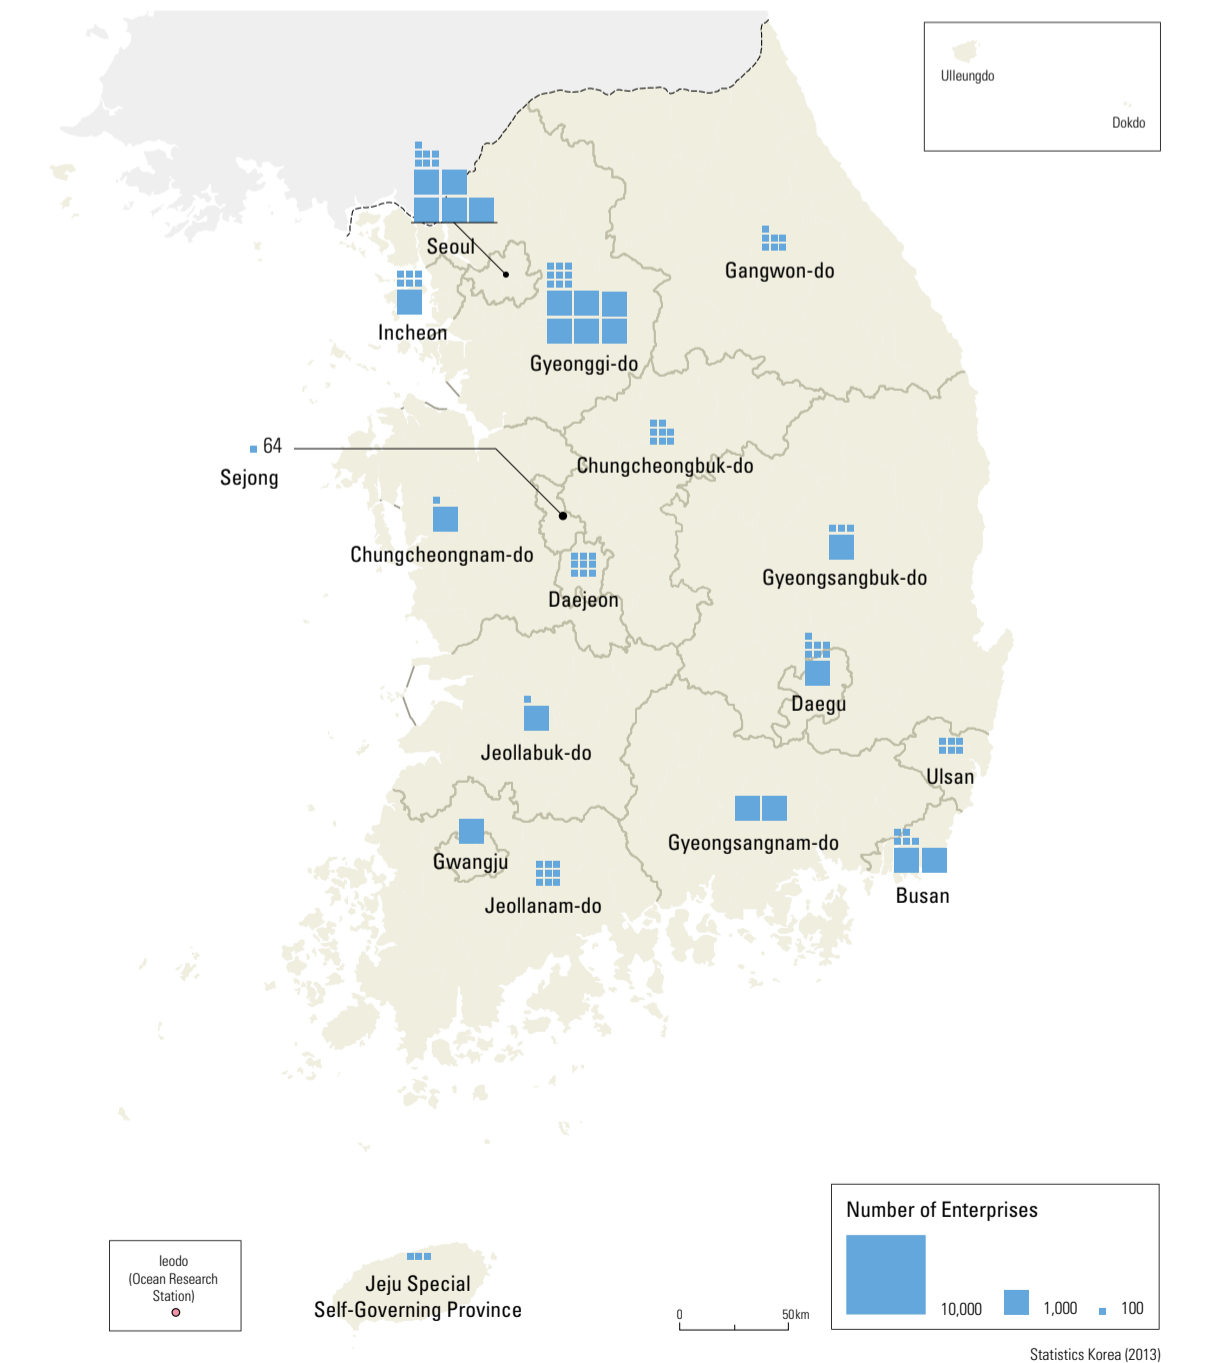 Ulleungdo
Dokdo
Seoul
Gangwon-do
Incheon
Gyeonggi-do
64
Sejong
Chungcheongbuk-do
Chungcheongnam-do
Gyeongsangbuk-do
Daejeon
Daegu
Jeollabuk-do
Ulsan
Gyeongsangnam-do
Gwangju
Busan
Jeollanam-do
Number of Enterprises
10,000
1,000
100
Ieodo
(Ocean Research
Station)
Jeju Special
Self-Governing Province
0
50km
Statistics Korea (2013)